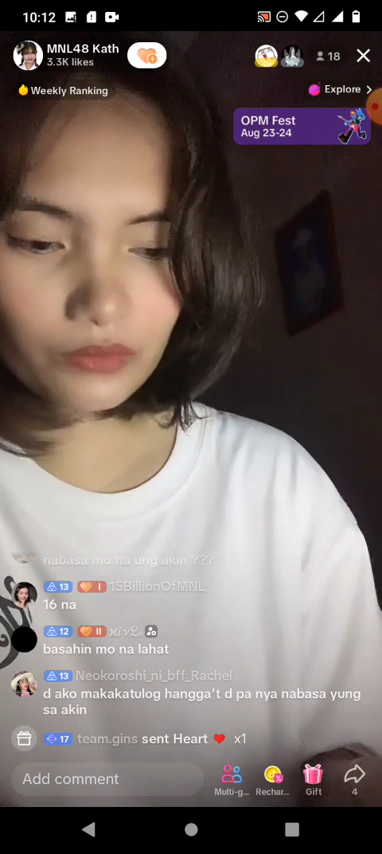 10:12
MNL48 Kath
3.3K likes
18
Weekly Ranking
Explore
OPM Fest
Aug 23-24
nabasa mo na ung akin ???
13 I 15BillionOfMNL
16 na
12 II
basahin mo na lahat
13 Neokoroshi_ni_bff_Rachel
d ako makakatulog hangga't d pa nya nabasa yung
sa akin
17 team.gins sent Heart x1
Add comment
Multi-g...
Rechar...
Gift
4